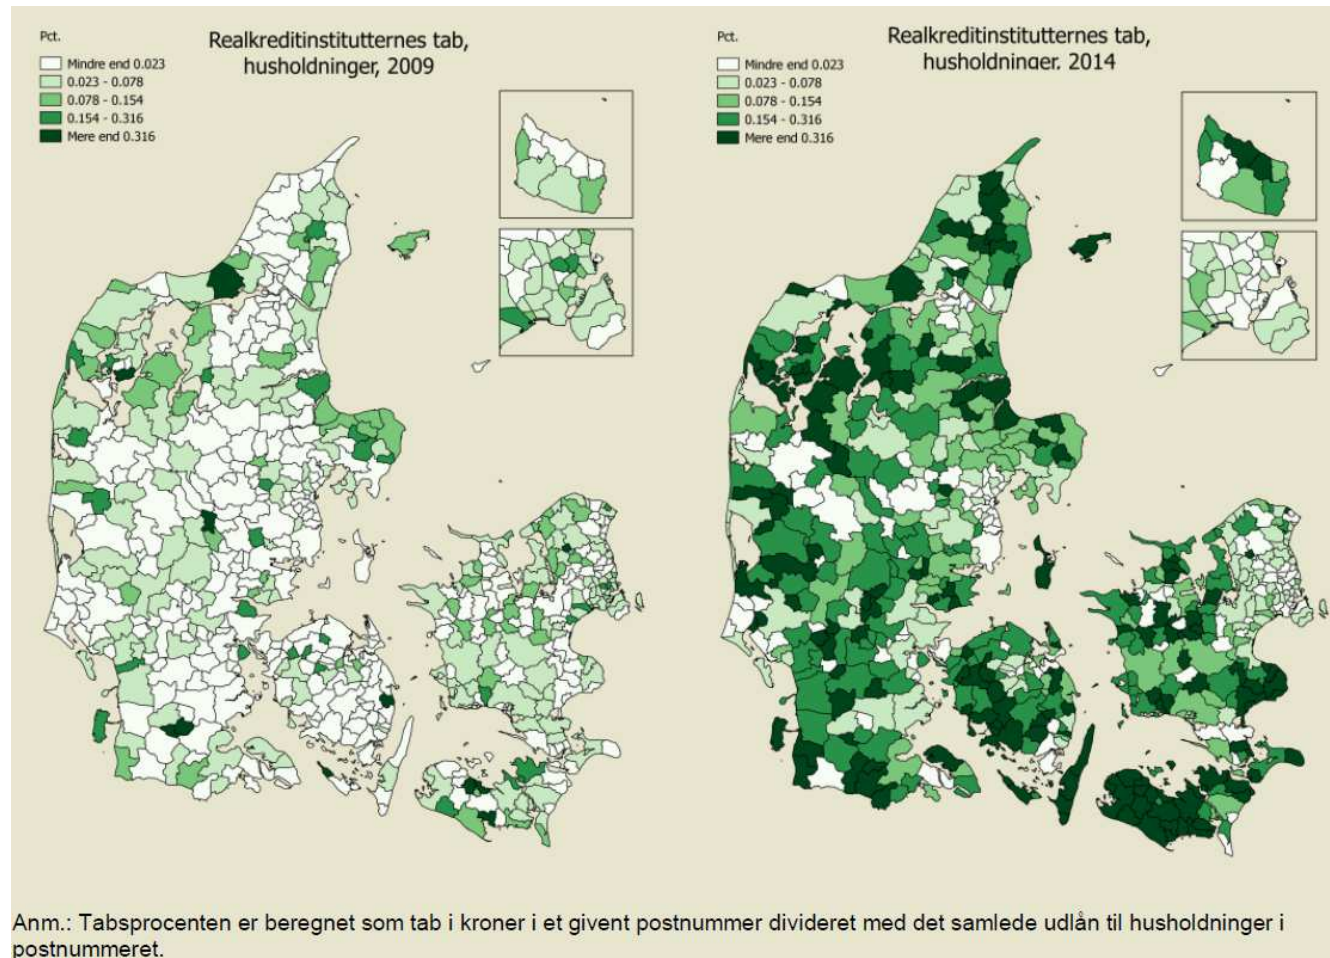 Pct.
Realkreditinstitutternes tab,
husholdninger, 2009
Mindre end 0.023
0.023 - 0.078
0.078 - 0.154
0.154 - 0.316
Mere end 0.316
Pct.
Realkreditinstitutternes tab,
husholdninger. 2014
Mindre end 0.023
0.023 - 0.078
0.078 - 0.154
0.154 - 0.316
Mere end 0.316
Anm.: Tabsprocenten er beregnet som tab i kroner i et givent postnummer divideret med det samlede udlån til husholdninger i
postnummeret.